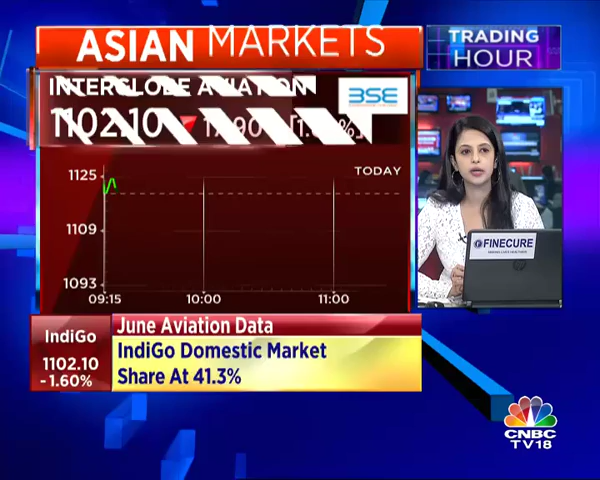 ASIAN MARKETS
TRADING
HOUR
INTERGLOBE AVIATION
BSE
1102.10
TODAY
1125
1109
1093
09:15 10:00 11:00
FINECURE
IndiGo
1102.10
-1.60%
June Aviation Data
IndiGo Domestic Market
Share At 41.3%
CNBC
TV18